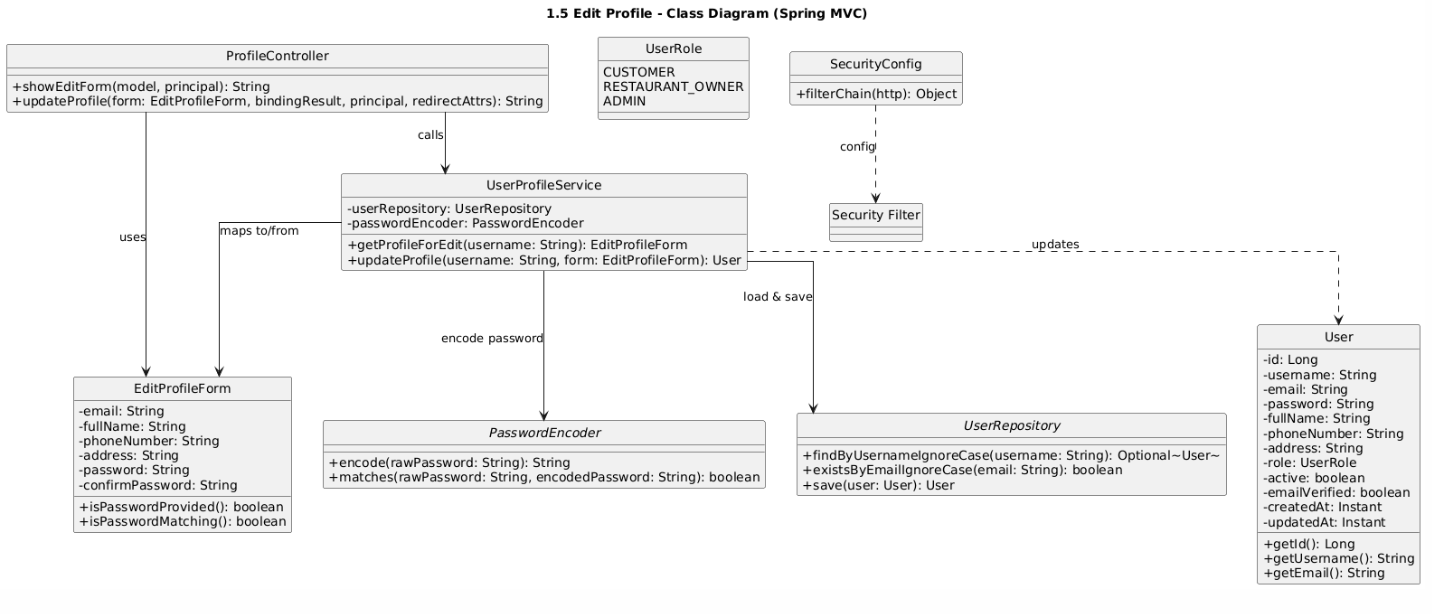 1.5 Edit Profile - Class Diagram (Spring MVC)
ProfileController
+showEditForm(model, principal): String
+updateProfile(form: EditProfileForm, bindingResult, principal, redirectAttrs): String
UserRole
CUSTOMER
RESTAURANT_OWNER
ADMIN
SecurityConfig
+filterChain(http): Object
calls
config
UserProfileService
-userRepository: UserRepository
-passwordEncoder: PasswordEncoder
+getProfileForEdit(username: String): EditProfileForm
+updateProfile(username: String, form: EditProfileForm): User
Security Filter
uses
maps to/from
updates
load & save
encode password
EditProfileForm
-email: String
-fullName: String
-phoneNumber: String
-address: String
-password: String
-confirmPassword: String
+isPasswordProvided(): boolean
+isPasswordMatching(): boolean
PasswordEncoder
+encode(rawPassword: String): String
+matches(rawPassword: String, encodedPassword: String): boolean
UserRepository
+findByUsernameIgnoreCase(username: String): Optional~User~
+existsByEmailIgnoreCase(email: String): boolean
+save(user: User): User
User
-id: Long
-username: String
-email: String
-password: String
-fullName: String
-phoneNumber: String
-address: String
-role: UserRole
-active: boolean
-emailVerified: boolean
-createdAt: Instant
-updatedAt: Instant
+getId(): Long
+getUsername(): String
+getEmail(): String